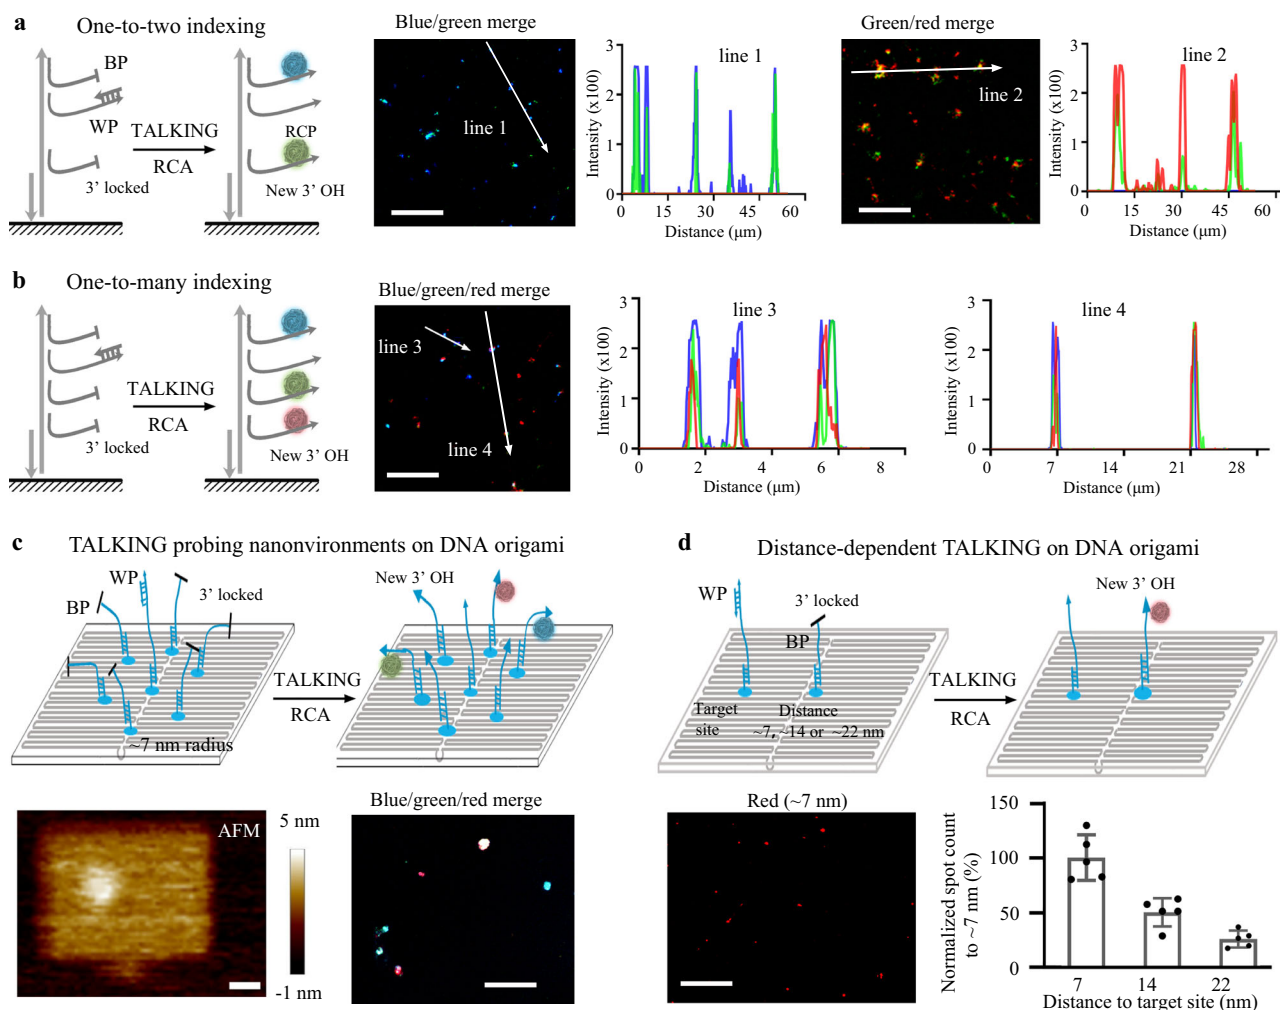 a
One-to-two indexing
BP
WP
TALKING
RCA
3' locked
RCP
New 3' OH
Blue/green merge
line 1
Intensity (x100)
3
2
1
0
line 1
0 15 30 45 60
Distance (μm)
Green/red merge
line 2
Intensity (x100)
3
2
1
0
line 2
0 15 30 45 60
Distance (μm)
b
One-to-many indexing
TALKING
RCA
3' locked
New 3' OH
Blue/green/red merge
line 3
line 4
Intensity (x100)
3
2
1
0
line 3
0 2 4 6 8
Distance (μm)
Intensity (x100)
3
2
1
0
line 4
0 7 14 21 28
Distance (μm)
c
TALKING probing nanonvironments on DNA origami
WP
BP
3' locked
~7 nm radius
TALKING
RCA
New 3' OH
AFM
5 nm
-1 nm
Blue/green/red merge
d
Distance-dependent TALKING on DNA origami
WP
3' locked
BP
Target
site
Distance
~7, ~14 or ~22 nm
TALKING
RCA
New 3' OH
Red (~7 nm)
Normalized spot count
to ~7 nm (%)
150
100
50
0
7 14 22
Distance to target site (nm)